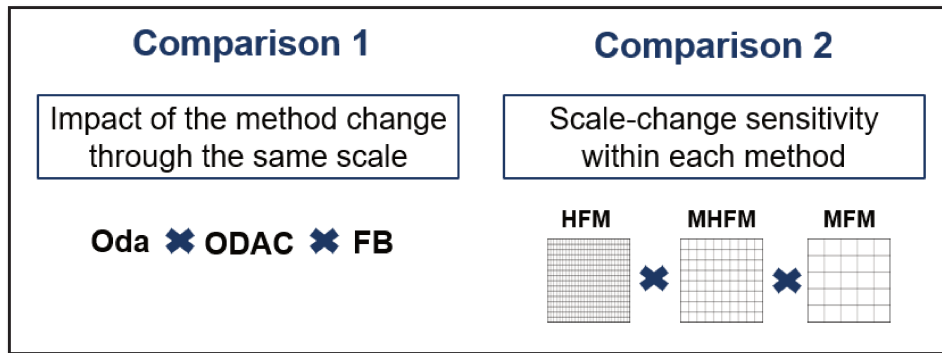 Comparison 1
Impact of the method change
through the same scale
Oda ✖ ODAC ✖ FB
Comparison 2
Scale-change sensitivity
within each method
HFM MHFM MFM